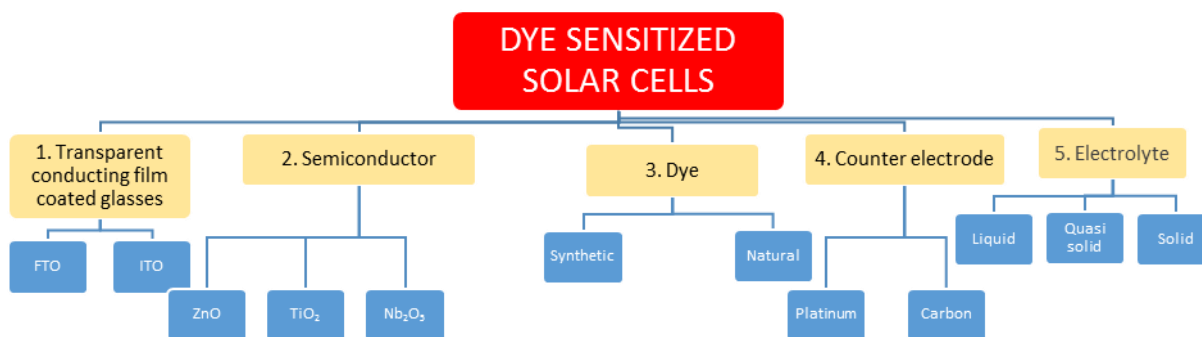 DYE SENSITIZED
SOLAR CELLS
1. Transparent
conducting film
coated glasses
2. Semiconductor
3. Dye
4. Counter electrode
5. Electrolyte
FTO
ITO
ZnO
TiO₂
Nb₂O₅
Synthetic
Natural
Platinum
Carbon
Liquid
Quasi
solid
Solid